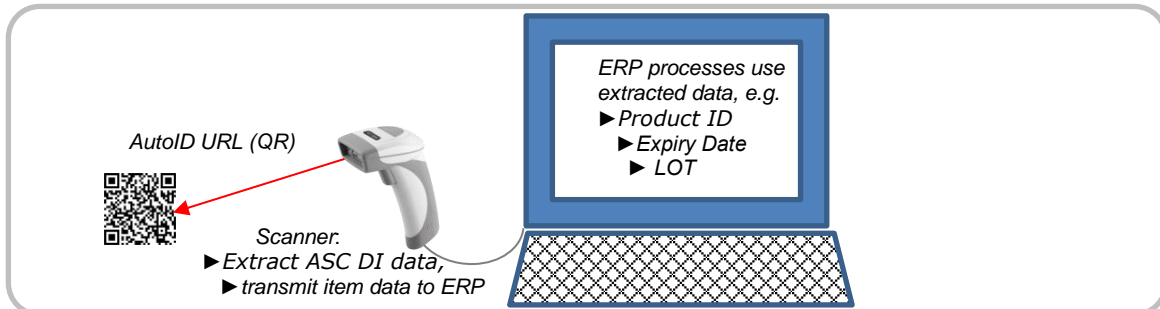 ERP processes use
extracted data, e.g.
►Product ID
►Expiry Date
► LOT
AutoID URL (QR)
Scanner:
►Extract ASC DI data,
►transmit item data to ERP